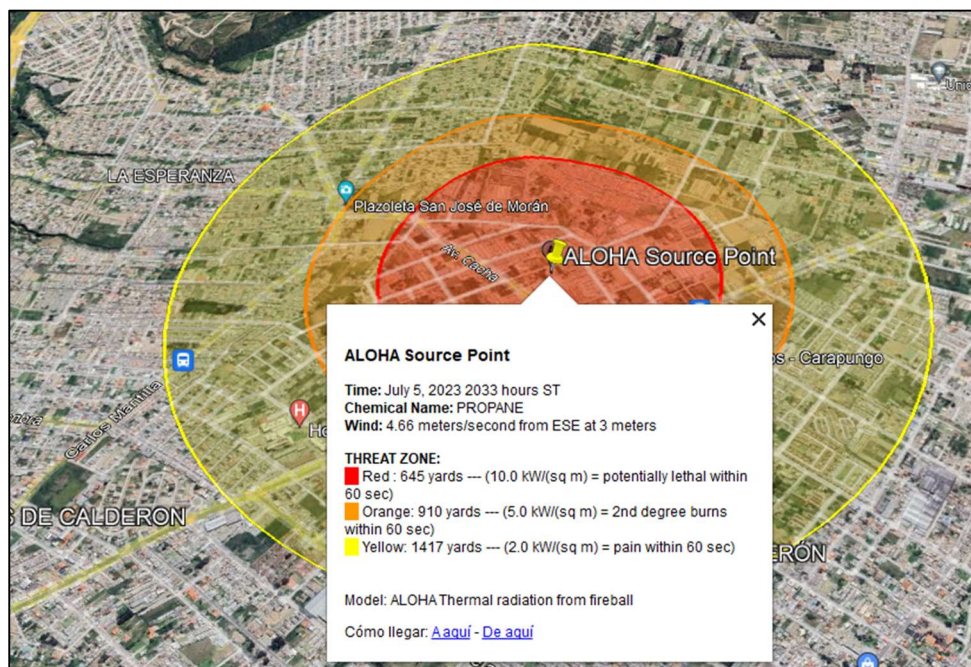 Unio
LA ESPERANZA
Plazoleta San José de Morán
Av. Cacha
ALOHA Source Point
ALOHA Source Point
os - Carapungo
Time: July 5, 2023 2033 hours ST
Chemical Name: PROPANE
Wind: 4.66 meters/second from ESE at 3 meters
Carlos Mantilla
H
Ho
THREAT ZONE:
Red : 645 yards --- (10.0 kW/(sq m) = potentially lethal within
60 sec)
Orange: 910 yards --- (5.0 kW/(sq m) = 2nd degree burns
within 60 sec)
Yellow: 1417 yards --- (2.0 kW/(sq m) = pain within 60 sec)
S DE CALDERON
ERÓN
Model: ALOHA Thermal radiation from fireball
Cómo llegar: A aquí - De aquí